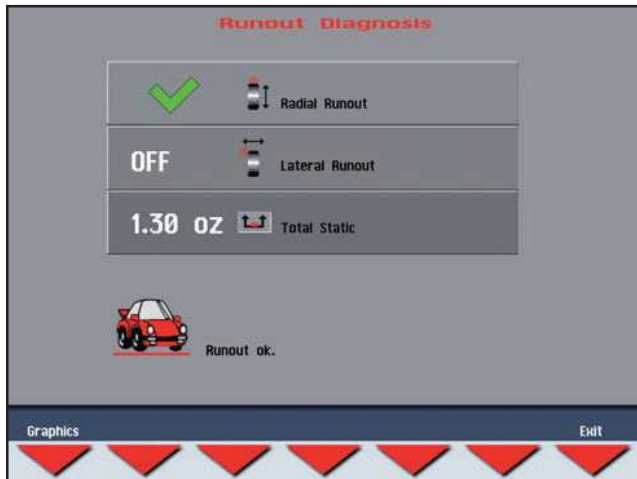 Runout Diagnosis
Radial Runout
OFF Lateral Runout
1.30 oz Total Static
Runout ok.
Graphics Exit